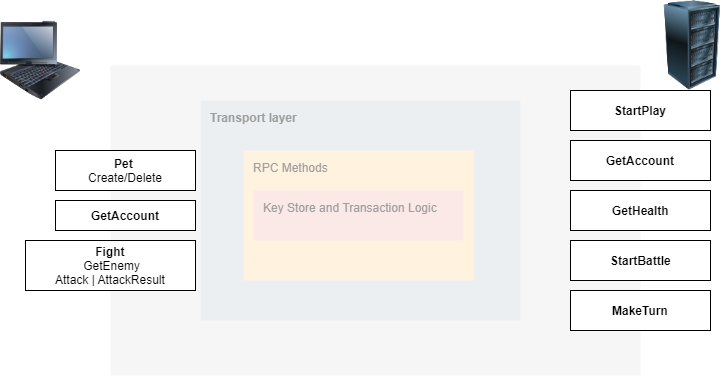 Transport layer
RPC Methods
Key Store and Transaction Logic
Pet
Create/Delete
GetAccount
Fight
GetEnemy
Attack | AttackResult
StartPlay
GetAccount
GetHealth
StartBattle
MakeTurn